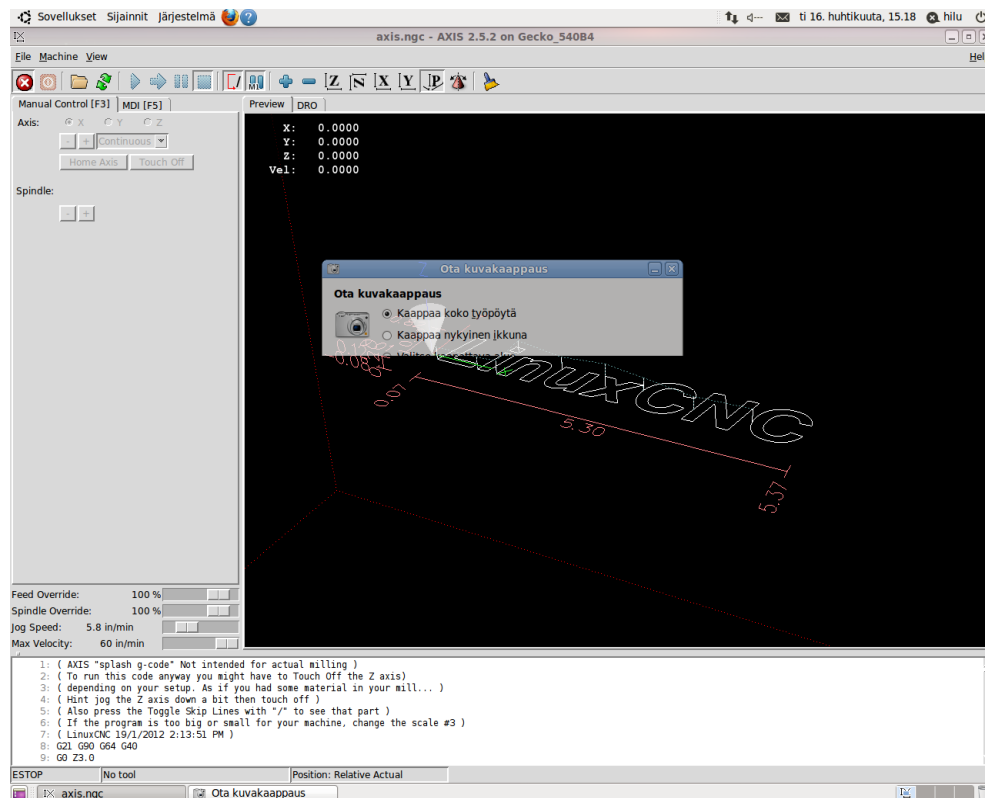 Sovellukset Sijainnit Järjestelmä ti 16. huhtikuuta, 15.18 hilu
axis.ngc - AXIS 2.5.2 on Gecko_540B4
File Machine View Hel
Z N X Y P
Manual Control [F3] MDI [F5]
Preview DRO
Axis: X Y Z
- + Continuous
Home Axis Touch Off
Spindle:
- +
X: 0.0000
Y: 0.0000
Z: 0.0000
Vel: 0.0000
Ota kuvakaappaus
Ota kuvakaappaus
Kaappaa koko työpöytä
Kaappaa nykyinen ikkuna
LinuxCNC
0.07
5.30
5.37
Feed Override: 100 %
Spindle Override: 100 %
Jog Speed: 5.8 in/min
Max Velocity: 60 in/min
1: ( AXIS "splash g-code" Not intended for actual milling )
2: ( To run this code anyway you might have to Touch Off the Z axis)
3: ( depending on your setup. As if you had some material in your mill... )
4: ( Hint jog the Z axis down a bit then touch off )
5: ( Also press the Toggle Skip Lines with "/" to see that part )
6: ( If the program is too big or small for your machine, change the scale #3 )
7: ( LinuxCNC 19/1/2012 2:13:51 PM )
8: G21 G90 G64 G40
9: G0 Z3.0
ESTOP No tool Position: Relative Actual
axis.ngc Ota kuvakaappaus